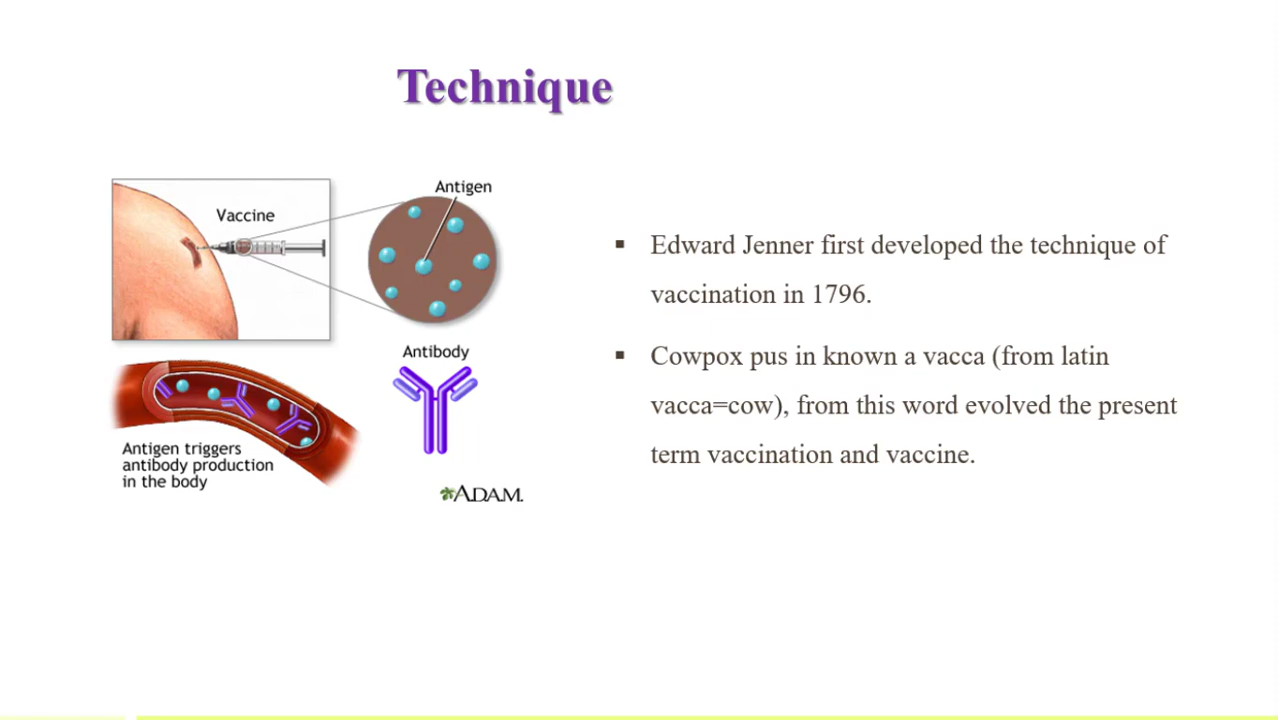 Technique
Vaccine
Antigen
Antibody
Antigen triggers
antibody production
in the body
ADAM.
▪ Edward Jenner first developed the technique of
vaccination in 1796.
▪ Cowpox pus in known a vacca (from latin
vacca=cow), from this word evolved the present
term vaccination and vaccine.